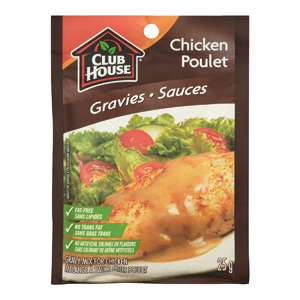 CLUB
HOUSE
Chicken
Poulet
Gravies • Sauces
FAT-FREE
SANS LIPIDES
NO TRANS FAT
SANS GRAS TRANS
NO ARTIFICIAL COLOURS OR FLAVOURS
SANS COLORANT NI ARÔME ARTIFICIELS
GRAVY MIX FOR CHICKEN
25 g